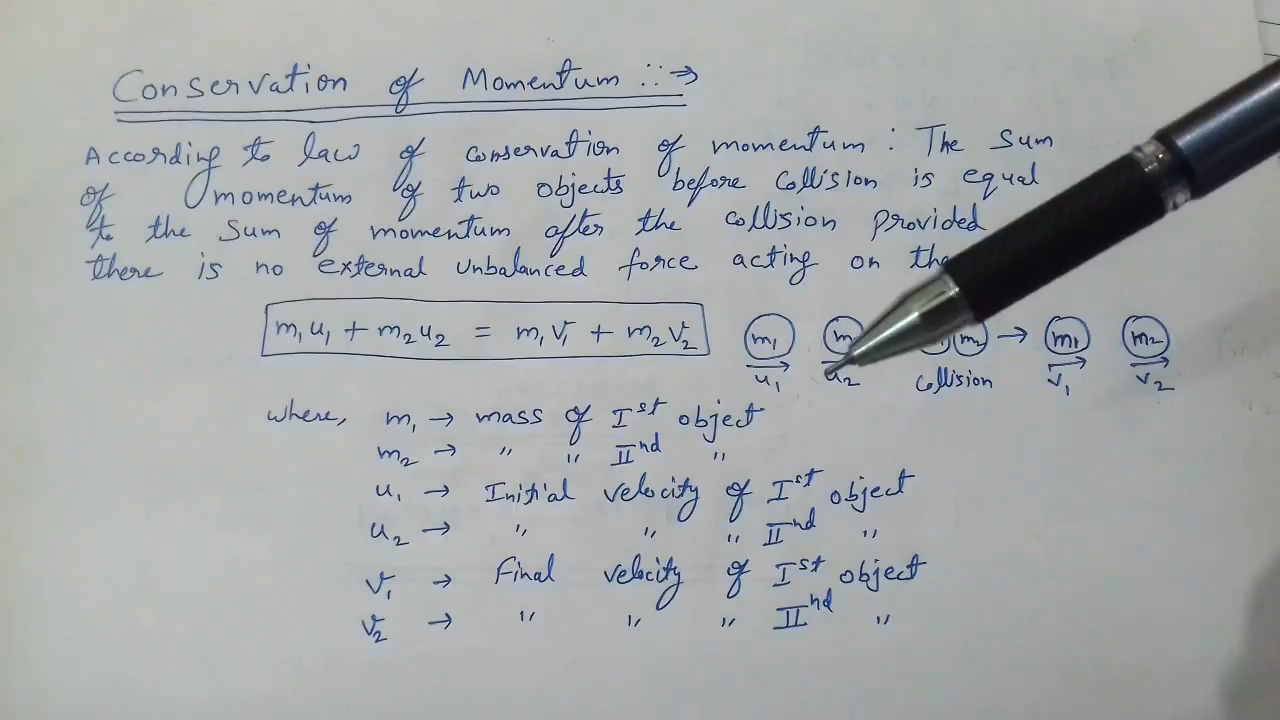 Conservation of Momentum ::→
According to law of conservation of momentum : The Sum
of momentum of two objects before collision is equal
to the sum of momentum after the collision provided
there is no external unbalanced force acting on
m₁u₁ + m₂u₂ = m₁v₁ + m₂v₂
m₁ m₂ → m₁ m₂
u₁ u₂ collision v₁ v₂
where, m₁ → mass of Ist object
m₂ → " " IInd "
u₁ → Initial velocity of Ist object
u₂ → " " " IInd "
v₁ → Final velocity of Ist object
v₂ → " " " IInd "